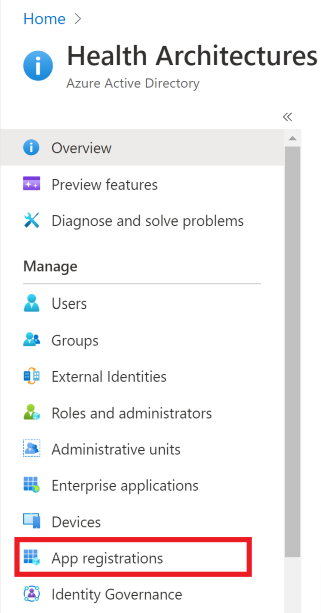 Home >
Health Architectures
Azure Active Directory
«
Overview
Preview features
Diagnose and solve problems
Manage
Users
Groups
External Identities
Roles and administrators
Administrative units
Enterprise applications
Devices
App registrations
Identity Governance